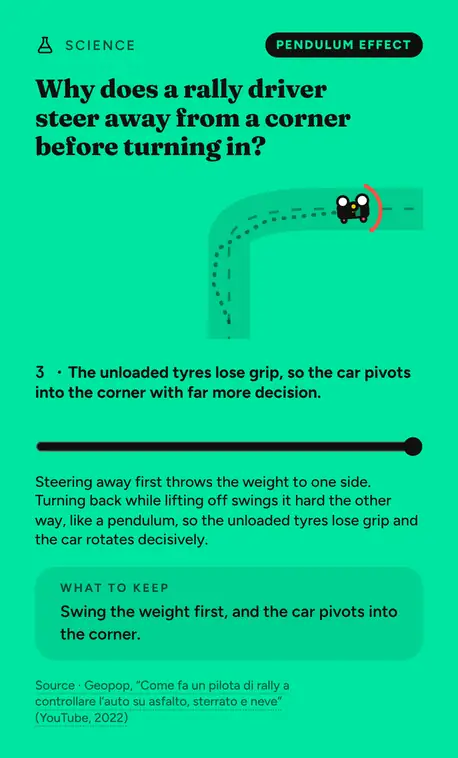 SCIENCE
PENDULUM EFFECT
Why does a rally driver
steer away from a corner
before turning in?
3 · The unloaded tyres lose grip, so the car pivots
into the corner with far more decision.
Steering away first throws the weight to one side.
Turning back while lifting off swings it hard the other
way, like a pendulum, so the unloaded tyres lose grip and
the car rotates decisively.
WHAT TO KEEP
Swing the weight first, and the car pivots into
the corner.
Source · Geopop, “Come fa un pilota di rally a
controllare l’auto su asfalto, sterrato e neve”
(YouTube, 2022)